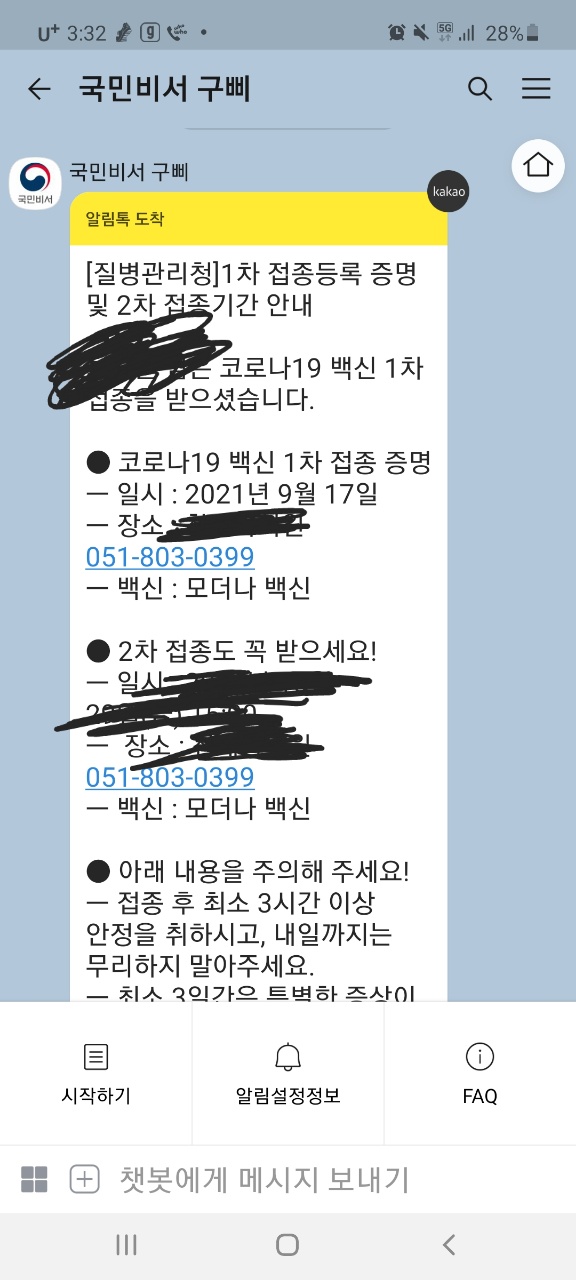 U+ 3:32 g who 5G 28%
국민비서 구삐
국민비서 구삐
국민비서
kakao
알림톡 도착
[질병관리청]1차 접종등록 증명
및 2차 접종기간 안내
코로나19 백신 1차
접종을 받으셨습니다.
● 코로나19 백신 1차 접종 증명
— 일시 : 2021년 9월 17일
— 장소 :
051-803-0399
— 백신 : 모더나 백신
● 2차 접종도 꼭 받으세요!
— 일시
— 장소 :
051-803-0399
— 백신 : 모더나 백신
● 아래 내용을 주의해 주세요!
— 접종 후 최소 3시간 이상
안정을 취하시고, 내일까지는
무리하지 말아주세요.
— 최소 3일간은 특별한 증상이
시작하기 알림설정정보 FAQ
챗봇에게 메시지 보내기